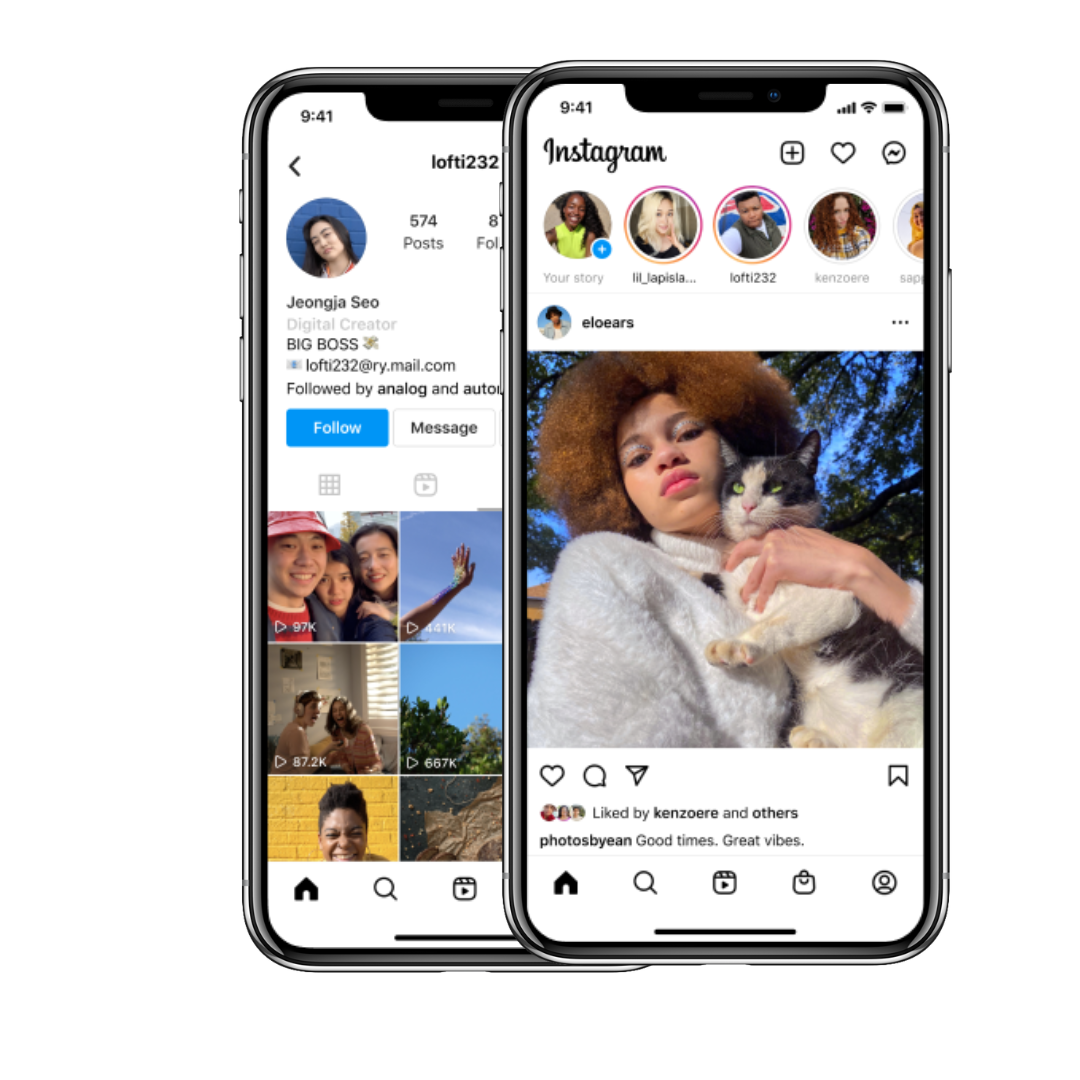 9:41
lofti232
574
Posts
8
Fol
Jeongja Seo
Digital Creator
BIG BOSS
lofti232@ry.mail.com
Followed by analog and
Follow
Message
97K
441K
87.2K
667K
9:41
Instagram
Your story
lil_lapisla...
lofti232
kenzoere
sap
eloears
Liked by kenzoere and others
photosbyean Good times. Great vibes.